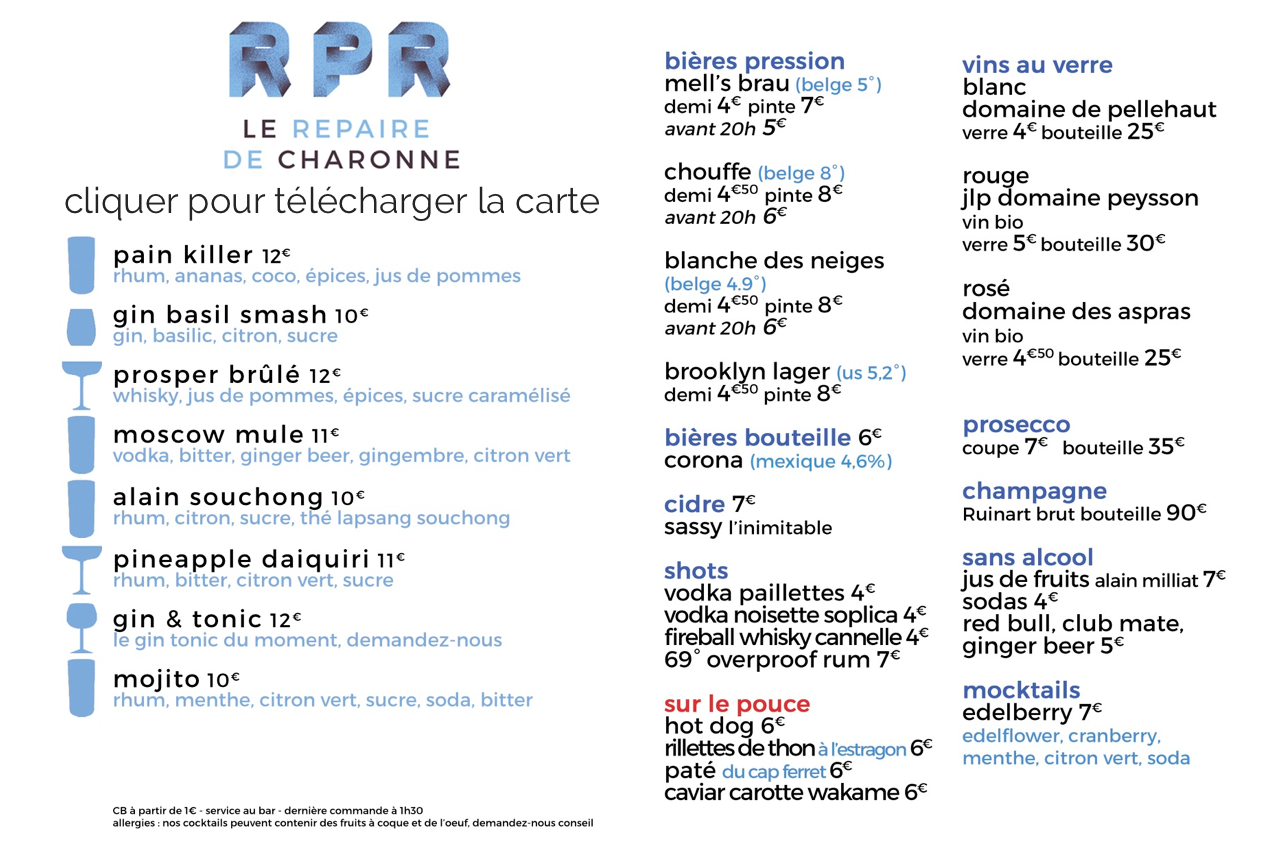 RPR
LE REPAIRE
DE CHARONNE
cliquer pour télécharger la carte
pain killer 12€
rhum, ananas, coco, épices, jus de pommes
gin basil smash 10€
gin, basilic, citron, sucre
prosper brûlé 12€
whisky, jus de pommes, épices, sucre caramélisé
moscow mule 11€
vodka, bitter, ginger beer, gingembre, citron vert
alain souchong 10€
rhum, citron, sucre, thé lapsang souchong
pineapple daiquiri 11€
rhum, bitter, citron vert, sucre
gin & tonic 12€
le gin tonic du moment, demandez-nous
mojito 10€
rhum, menthe, citron vert, sucre, soda, bitter
CB à partir de 1€ - service au bar - dernière commande à 1h30
allergies : nos cocktails peuvent contenir des fruits à coque et de l'oeuf, demandez-nous conseil
bières pression
mell's brau (belge 5°)
demi 4€ pinte 7€
avant 20h 5€
chouffe (belge 8°)
demi 4€50 pinte 8€
avant 20h 6€
blanche des neiges
(belge 4.9°)
demi 4€50 pinte 8€
avant 20h 6€
brooklyn lager (us 5,2°)
demi 4€50 pinte 8€
bières bouteille 6€
corona (mexique 4,6%)
cidre 7€
sassy l'inimitable
shots
vodka paillettes 4€
vodka noisette soplica 4€
fireball whisky cannelle 4€
69° overproof rum 7€
sur le pouce
hot dog 6€
rillettes de thon à l'estragon 6€
paté du cap ferret 6€
caviar carotte wakame 6€
vins au verre
blanc
domaine de pellehaut
verre 4€ bouteille 25€
rouge
jlp domaine peysson
vin bio
verre 5€ bouteille 30€
rosé
domaine des aspras
vin bio
verre 4€50 bouteille 25€
prosecco
coupe 7€ bouteille 35€
champagne
Ruinart brut bouteille 90€
sans alcool
jus de fruits alain milliat 7€
sodas 4€
red bull, club mate,
ginger beer 5€
mocktails
edelberry 7€
edelflower, cranberry,
menthe, citron vert, soda